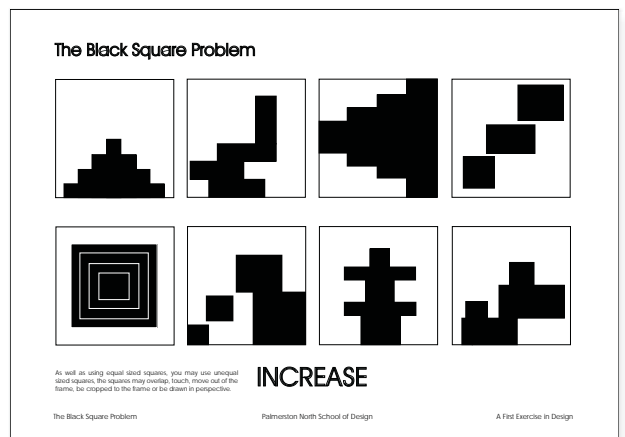 The Black Square Problem
As well as using equal sized squares, you may use unequal
sized squares, the squares may overlap, touch, move out of the
frame, be cropped to the frame or be drawn in perspective.
INCREASE
The Black Square Problem
Palmerston North School of Design
A First Exercise in Design